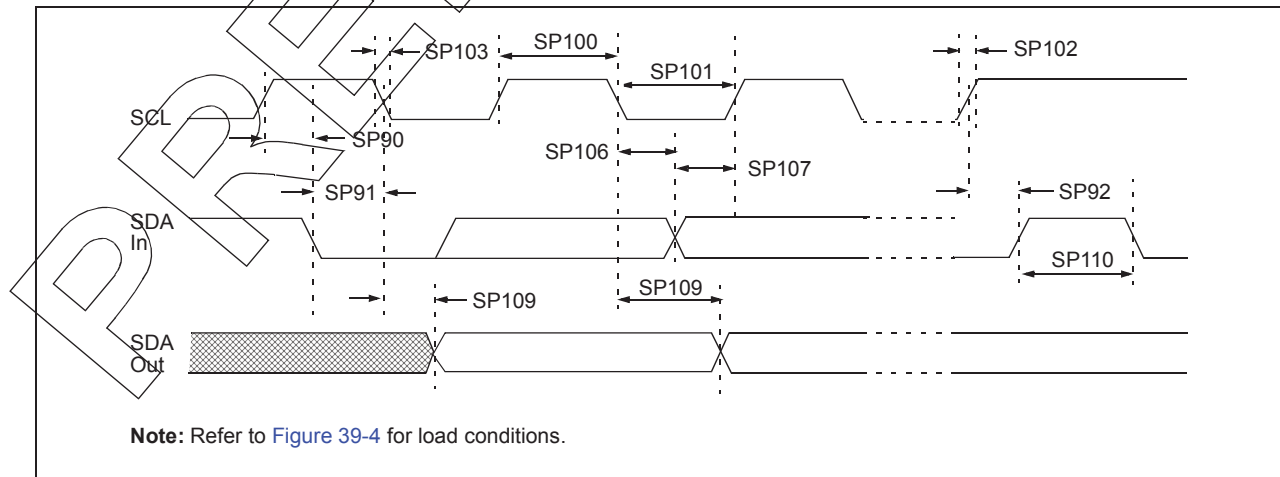 SP103
SP100
SP101
SP102
SCL
SP90
SP106
SP107
SP91
SP92
SDA
In
SP110
SP109
SP109
SDA
Out
Note: Refer to Figure 39-4 for load conditions.
PRE